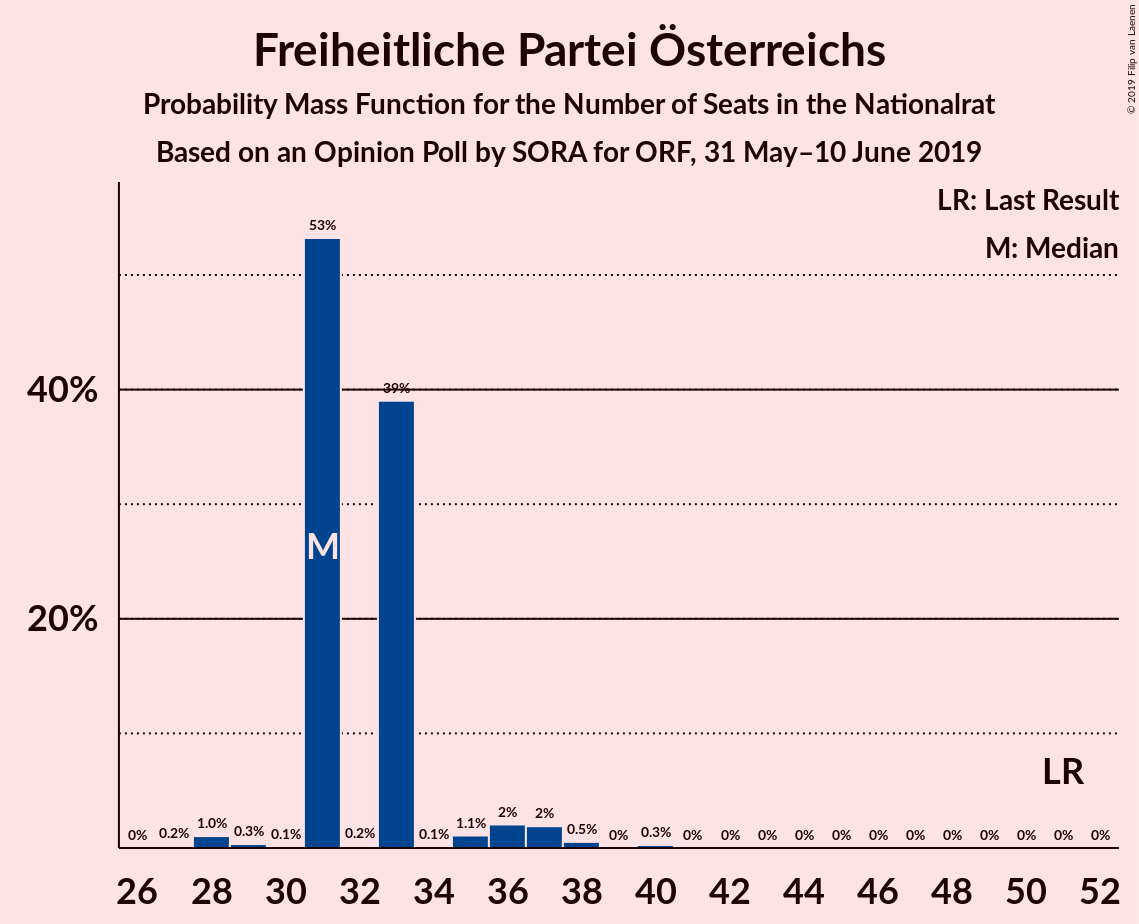 Freiheitliche Partei Österreichs
Probability Mass Function for the Number of Seats in the Nationalrat
Based on an Opinion Poll by SORA for ORF, 31 May–10 June 2019
© 2019 Filip van Laenen
LR: Last Result
M: Median
53%
40%
39%
M
20%
LR
0% 0.2% 1.0% 0.3% 0.1% 0.2% 0.1% 1.1% 2% 2% 0.5% 0% 0.3% 0% 0% 0% 0% 0% 0% 0% 0% 0% 0% 0% 0%
26 28 30 32 34 36 38 40 42 44 46 48 50 52